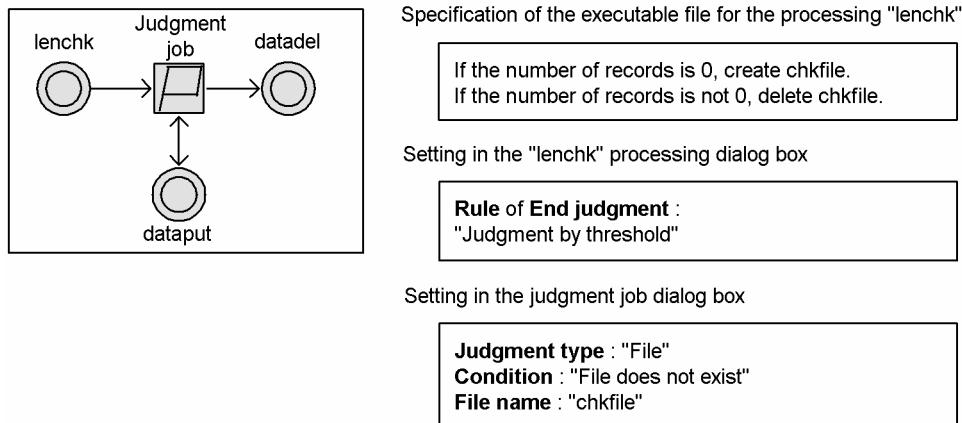 lenchk
Judgment
job
datadel
dataput
Specification of the executable file for the processing "lenchk"
If the number of records is 0, create chkfile.
If the number of records is not 0, delete chkfile.
Setting in the "lenchk" processing dialog box
Rule of End judgment :
"Judgment by threshold"
Setting in the judgment job dialog box
Judgment type : "File"
Condition : "File does not exist"
File name : "chkfile"